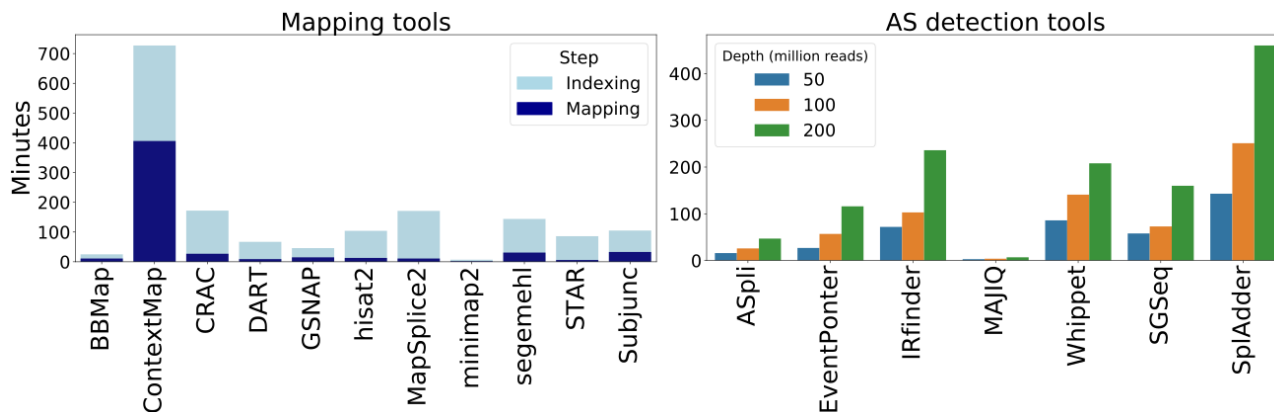 Mapping tools
Minutes
700
600
500
400
300
200
100
0
Step
Indexing
Mapping
BBMap
ContextMap
CRAC
DART
GSNAP
hisat2
MapSplice2
minimap2
segemehl
STAR
Subjunc
AS detection tools
400
300
200
100
0
Depth (million reads)
50
100
200
ASpli
EventPonter
IRfinder
MAJIQ
Whippet
SGSeq
SplAdder